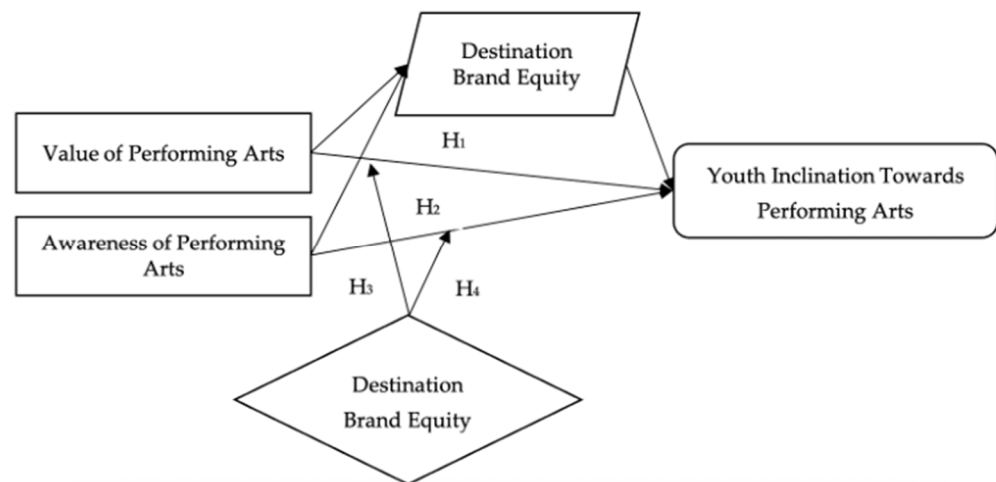 Destination
Brand Equity
Value of Performing Arts
H₁
Youth Inclination Towards
Performing Arts
H₂
Awareness of Performing
Arts
H₃
H₄
Destination
Brand Equity